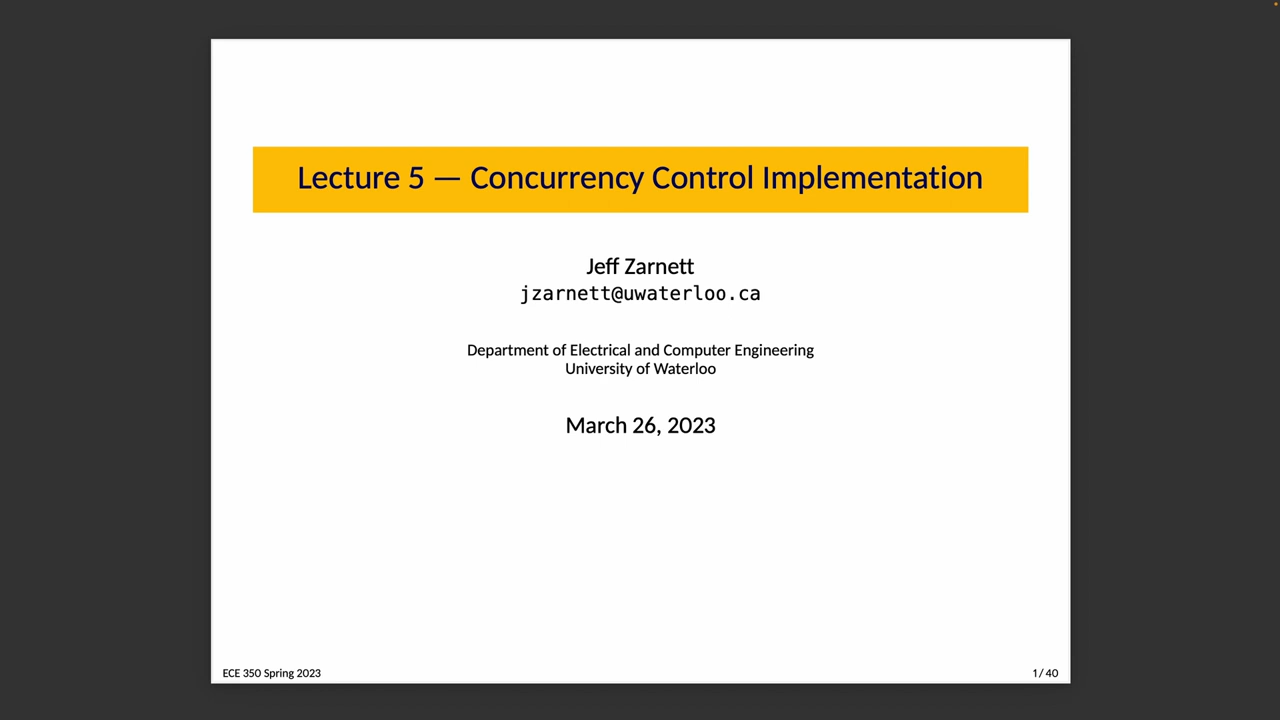 Lecture 5 — Concurrency Control Implementation
Jeff Zarnett
jzarnett@uwaterloo.ca
Department of Electrical and Computer Engineering
University of Waterloo
March 26, 2023
ECE 350 Spring 2023
1 / 40